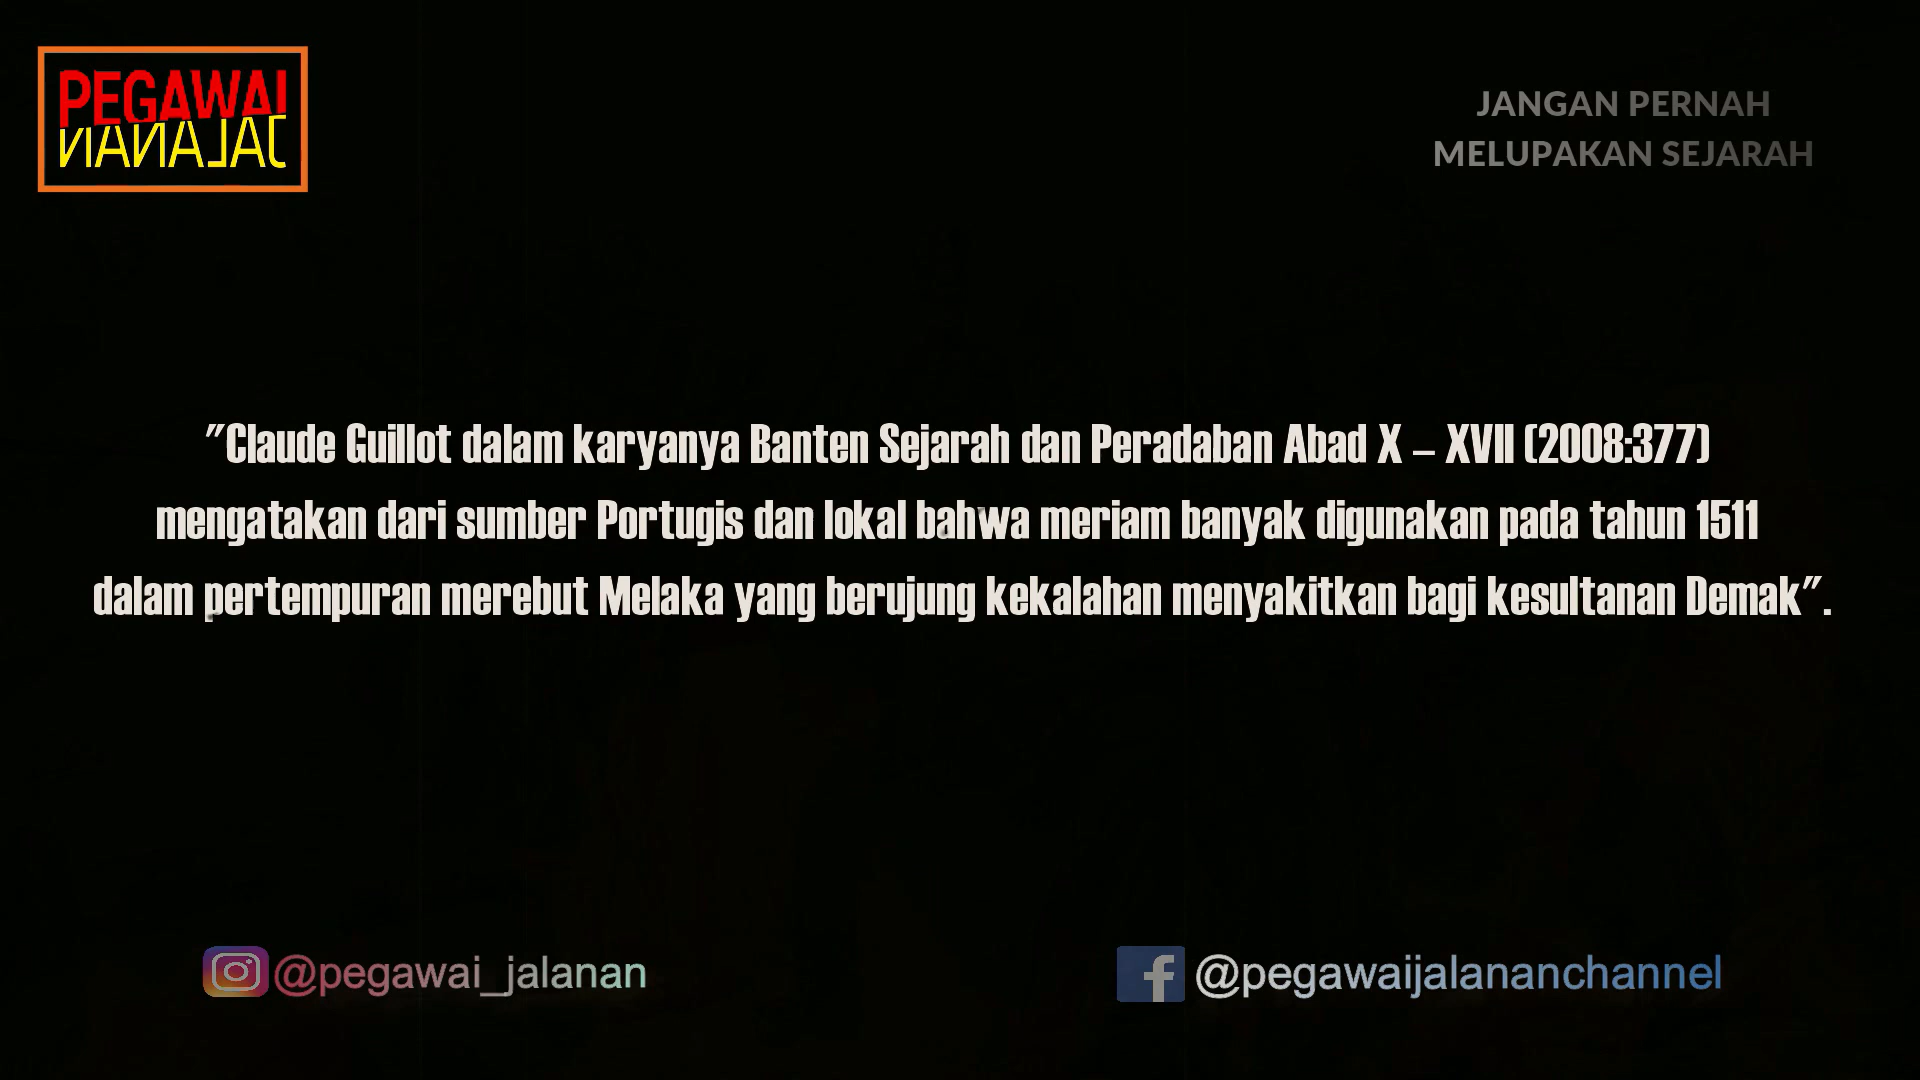 PEGAWAI
JALANAN
JANGAN PERNAH
MELUPAKAN SEJARAH
"Claude Guillot dalam karyanya Banten Sejarah dan Peradaban Abad X – XVII (2008:377)
mengatakan dari sumber Portugis dan lokal bahwa meriam banyak digunakan pada tahun 1511
dalam pertempuran merebut Melaka yang berujung kekalahan menyakitkan bagi kesultanan Demak".
@pegawai_jalanan
@pegawaijalananchannel